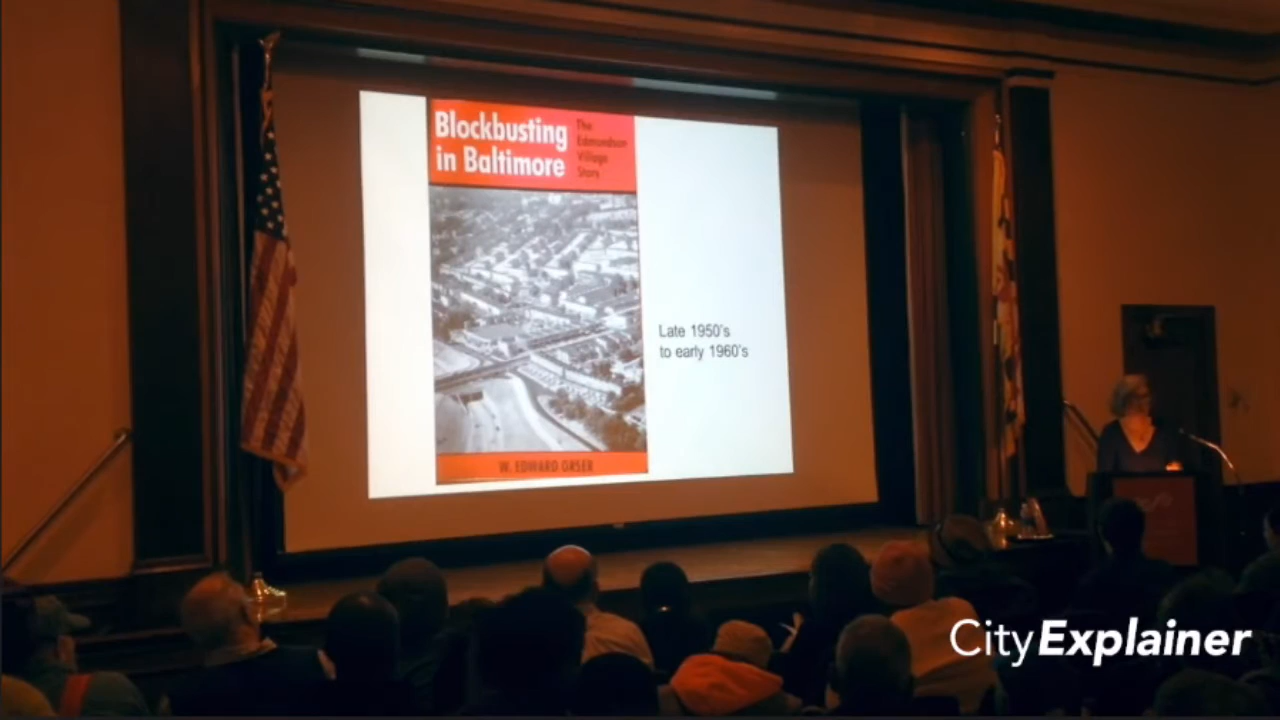 Blockbusting
in Baltimore
The
Edmondson
Village
Story
Late 1950's
to early 1960's
W. EDWARD ORSER
CityExplainer